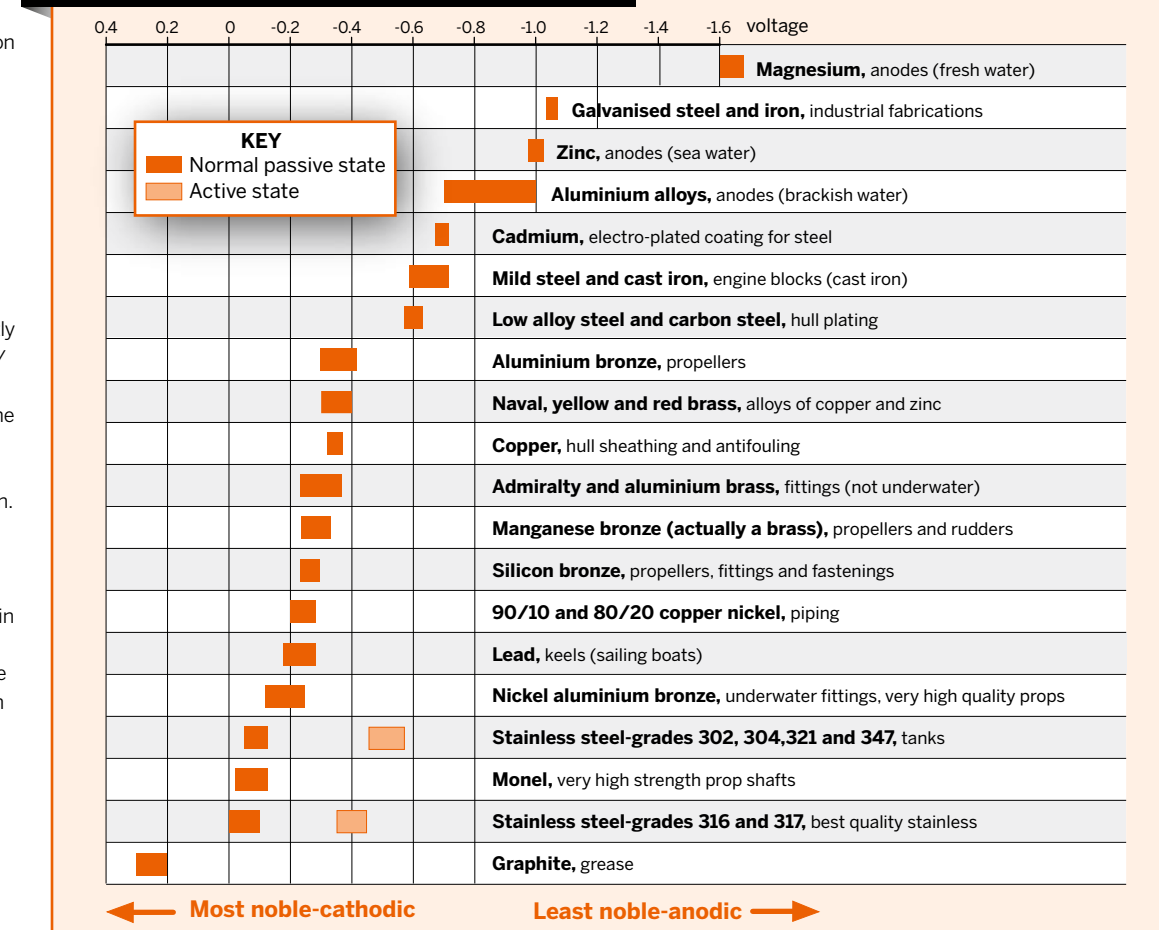 on
ly
y
ne
n.
in
e
n
0.4 0.2 0 -0.2 -0.4 -0.6 -0.8 -1.0 -1.2 -1.4 -1.6 voltage
Magnesium, anodes (fresh water)
Galvanised steel and iron, industrial fabrications
KEY
Normal passive state
Active state
Zinc, anodes (sea water)
Aluminium alloys, anodes (brackish water)
Cadmium, electro-plated coating for steel
Mild steel and cast iron, engine blocks (cast iron)
Low alloy steel and carbon steel, hull plating
Aluminium bronze, propellers
Naval, yellow and red brass, alloys of copper and zinc
Copper, hull sheathing and antifouling
Admiralty and aluminium brass, fittings (not underwater)
Manganese bronze (actually a brass), propellers and rudders
Silicon bronze, propellers, fittings and fastenings
90/10 and 80/20 copper nickel, piping
Lead, keels (sailing boats)
Nickel aluminium bronze, underwater fittings, very high quality props
Stainless steel-grades 302, 304,321 and 347, tanks
Monel, very high strength prop shafts
Stainless steel-grades 316 and 317, best quality stainless
Graphite, grease
Most noble-cathodic
Least noble-anodic